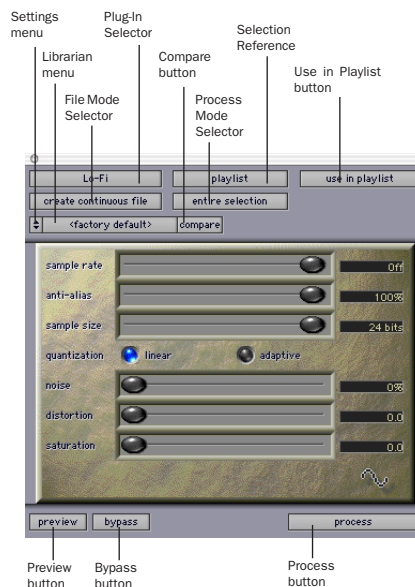 Settings menu
Plug-In Selector
Selection Reference
Librarian menu
Compare button
Use in Playlist button
File Mode Selector
Process Mode Selector
Lo-Fi
playlist
use in playlist
create continuous file
entire selection
<factory default>
compare
sample rate
Off
anti-alias
100%
sample size
24 bits
quantization
linear
adaptive
noise
0%
distortion
0.0
saturation
0.0
preview
bypass
process
Preview button
Bypass button
Process button